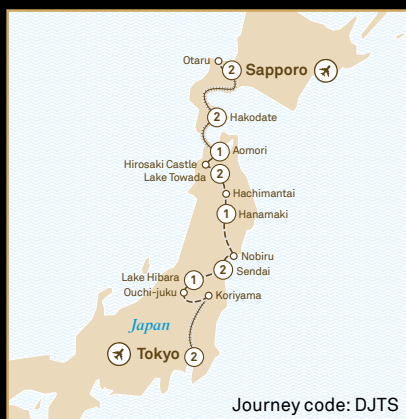 Otaru
2 Sapporo
2 Hakodate
1 Aomori
Hirosaki Castle
Lake Towada 2
Hachimantai
1 Hanamaki
Nobiru
2 Sendai
Lake Hibara 1
Ouchi-juku
Koriyama
Japan
Tokyo 2
Journey code: DJTS